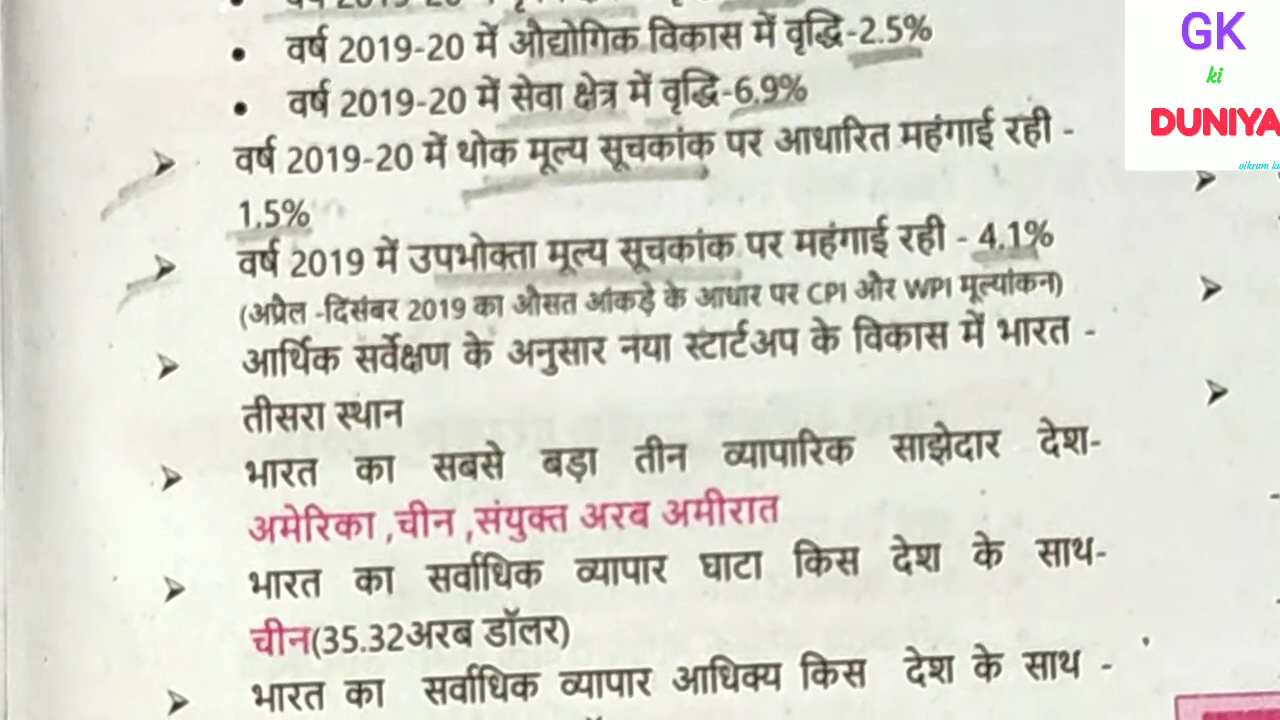 • वर्ष 2019-20 में औद्योगिक विकास में वृद्धि-2.5%
• वर्ष 2019-20 में सेवा क्षेत्र में वृद्धि-6.9%
➢ वर्ष 2019-20 में थोक मूल्य सूचकांक पर आधारित महंगाई रही -
1.5%
➢ वर्ष 2019 में उपभोक्ता मूल्य सूचकांक पर महंगाई रही - 4.1%
(अप्रैल -दिसंबर 2019 का औसत आंकड़े के आधार पर CPI और WPI मूल्यांकन)
➢ आर्थिक सर्वेक्षण के अनुसार नया स्टार्टअप के विकास में भारत -
तीसरा स्थान
➢ भारत का सबसे बड़ा तीन व्यापारिक साझेदार देश-
अमेरिका ,चीन ,संयुक्त अरब अमीरात
➢ भारत का सर्वाधिक व्यापार घाटा किस देश के साथ-
चीन(35.32अरब डॉलर)
➢ भारत का सर्वाधिक व्यापार आधिक्य किस देश के साथ -
GK
ki
DUNIYA
vikram